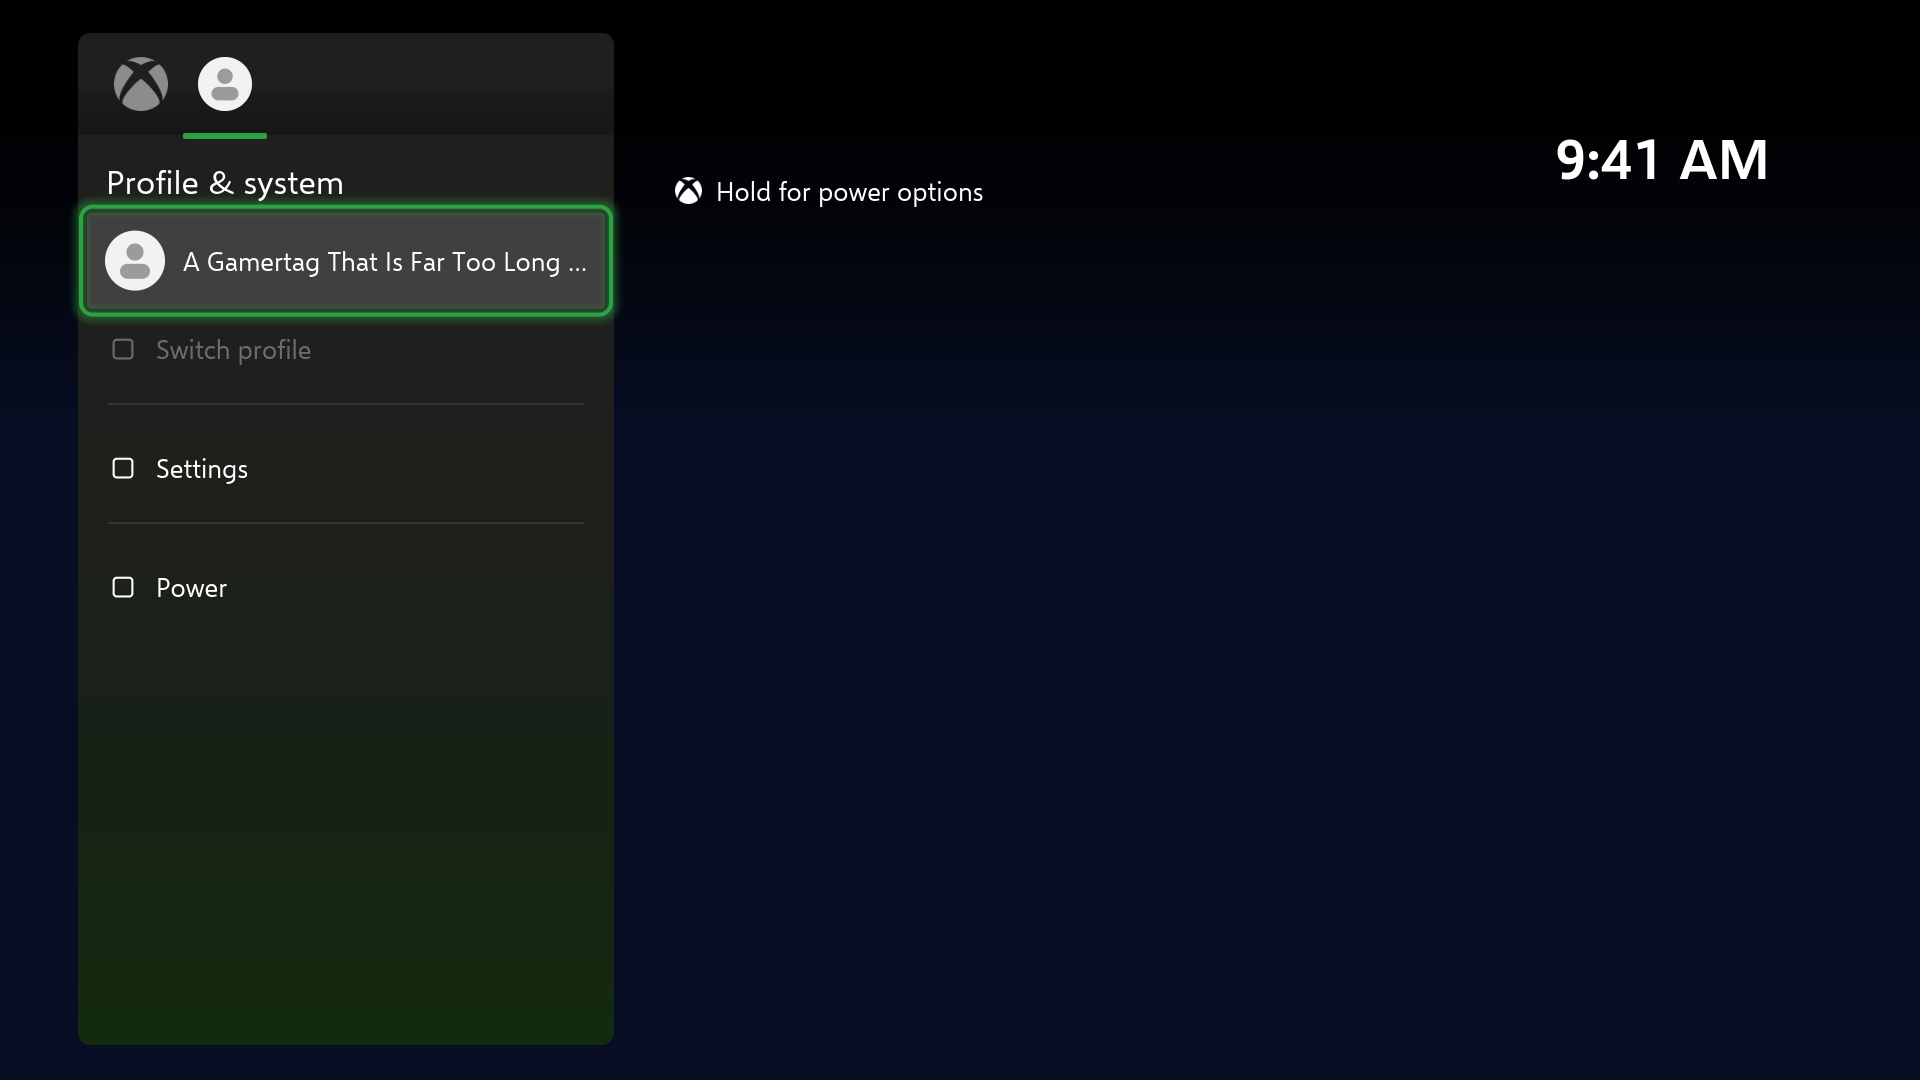 Profile & system
A Gamertag That Is Far Too Long ...
Switch profile
Settings
Power
Hold for power options
9:41 AM